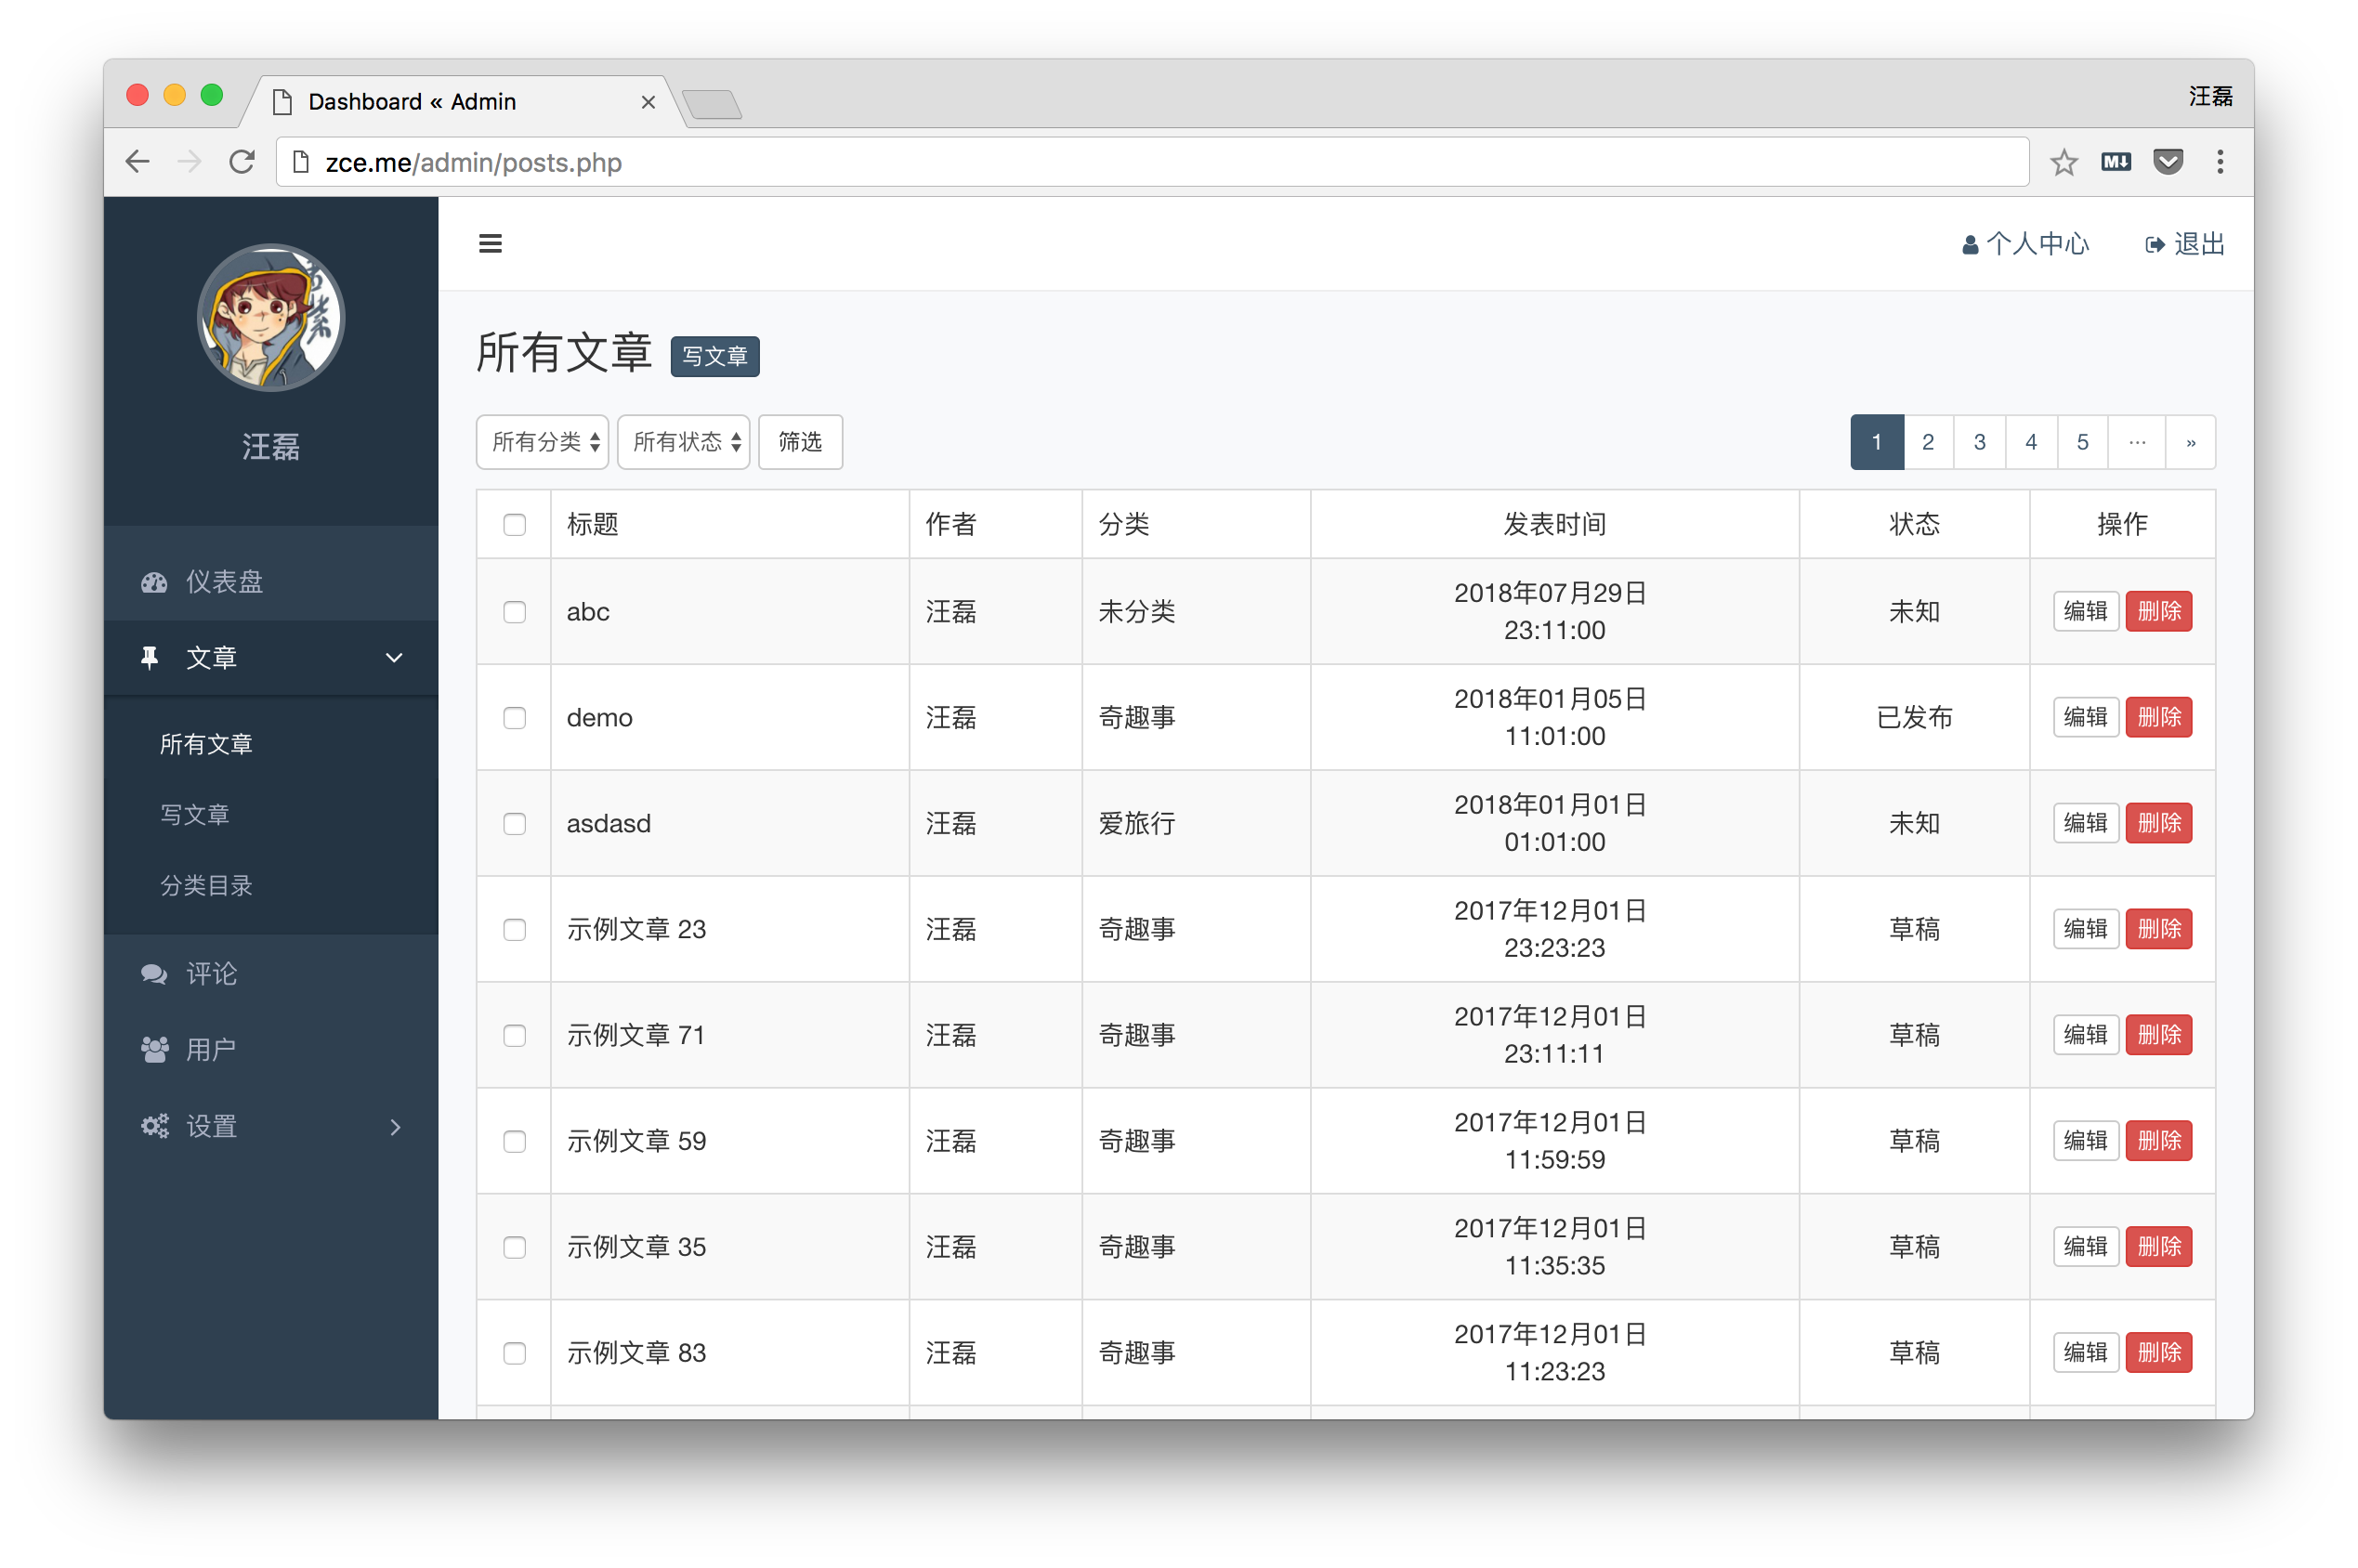 Dashboard « Admin
汪磊
zce.me/admin/posts.php
M↓
汪磊
仪表盘
文章
所有文章
写文章
分类目录
评论
用户
设置
个人中心 退出
所有文章 写文章
所有分类 所有状态 筛选
1 2 3 4 5 ... »
标题 作者 分类 发表时间 状态 操作
abc 汪磊 未分类 2018年07月29日 未知 编辑 删除
23:11:00
demo 汪磊 奇趣事 2018年01月05日 已发布 编辑 删除
11:01:00
asdasd 汪磊 爱旅行 2018年01月01日 未知 编辑 删除
01:01:00
示例文章 23 汪磊 奇趣事 2017年12月01日 草稿 编辑 删除
23:23:23
示例文章 71 汪磊 奇趣事 2017年12月01日 草稿 编辑 删除
23:11:11
示例文章 59 汪磊 奇趣事 2017年12月01日 草稿 编辑 删除
11:59:59
示例文章 35 汪磊 奇趣事 2017年12月01日 草稿 编辑 删除
11:35:35
示例文章 83 汪磊 奇趣事 2017年12月01日 草稿 编辑 删除
11:23:23